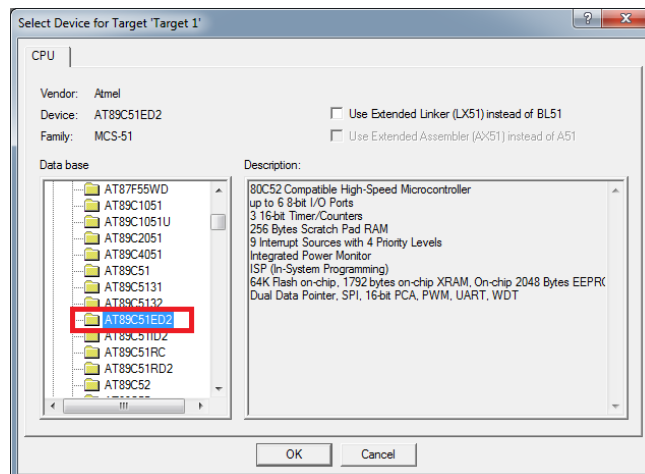 Select Device for Target 'Target 1'
CPU
Vendor: Atmel
Device: AT89C51ED2
Use Extended Linker (LX51) instead of BL51
Family: MCS-51
Use Extended Assembler (AX51) instead of A51
Data base
Description:
AT87F55WD
AT89C1051
AT89C1051U
AT89C2051
AT89C4051
AT89C51
AT89C5131
AT89C5132
AT89C51ED2
AT89C51ID2
AT89C51RC
AT89C51RD2
AT89C52
80C52 Compatible High-Speed Microcontroller
up to 6 8-bit I/O Ports
3 16-bit Timer/Counters
256 Bytes Scratch Pad RAM
9 Interrupt Sources with 4 Priority Levels
Integrated Power Monitor
ISP (In-System Programming)
64K Flash on-chip, 1792 bytes on-chip XRAM, On-chip 2048 Bytes EEPR
Dual Data Pointer, SPI, 16-bit PCA, PWM, UART, WDT
OK
Cancel